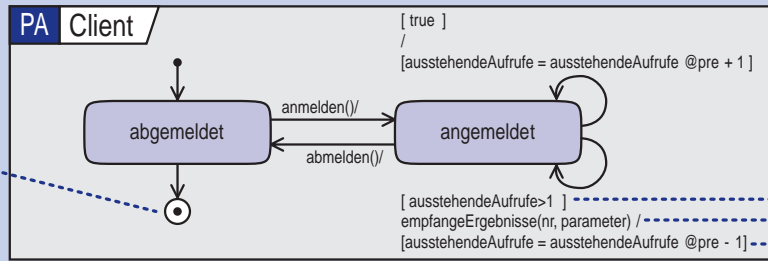 PA Client
[ true ]
/
[ausstehendeAufrufe = ausstehendeAufrufe @pre + 1 ]
anmelden()/
abgemeldet
angemeldet
abmelden()/
[ ausstehendeAufrufe>1 ]
empfangeErgebnisse(nr, parameter) /
[ausstehendeAufrufe = ausstehendeAufrufe @pre - 1]